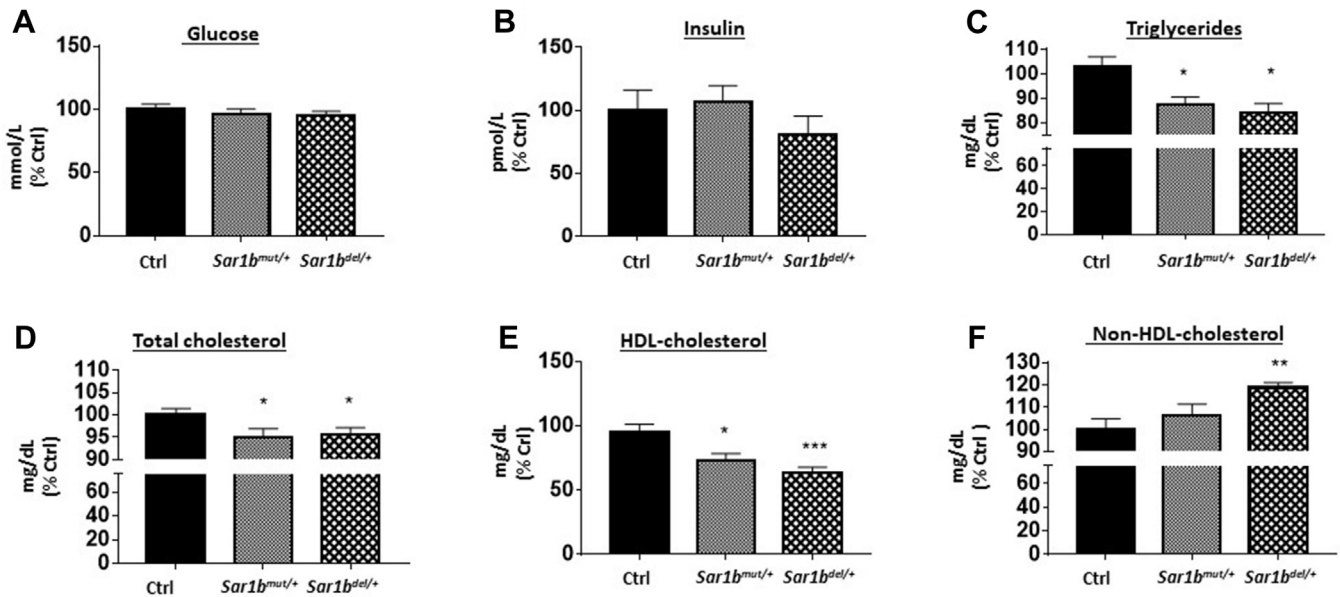 A
Glucose
mmol/L
(% Ctrl)
150
100
50
0
Ctrl
Sar1bmut/+
Sar1bdel/+
B
Insulin
pmol/L
(% Ctrl)
150
100
50
0
Ctrl
Sar1bmut/+
Sar1bdel/+
C
Triglycerides
mg/dL
(% Ctrl)
110
100
90
80
60
40
20
0
*
*
Ctrl
Sar1bmut/+
Sar1bdel/+
D
Total cholesterol
mg/dL
(% Ctrl)
110
105
100
95
90
60
40
20
0
*
*
Ctrl
Sar1bmut/+
Sar1bdel/+
E
HDL-cholesterol
mg/dL
(% Crl)
150
100
50
0
*
***
Ctrl
Sar1bmut/+
Sar1bdel/+
F
Non-HDL-cholesterol
mg/dL
(% Ctrl )
130
120
110
100
90
60
40
20
0
**
Ctrl
Sar1bmut/+
Sar1bdel/+